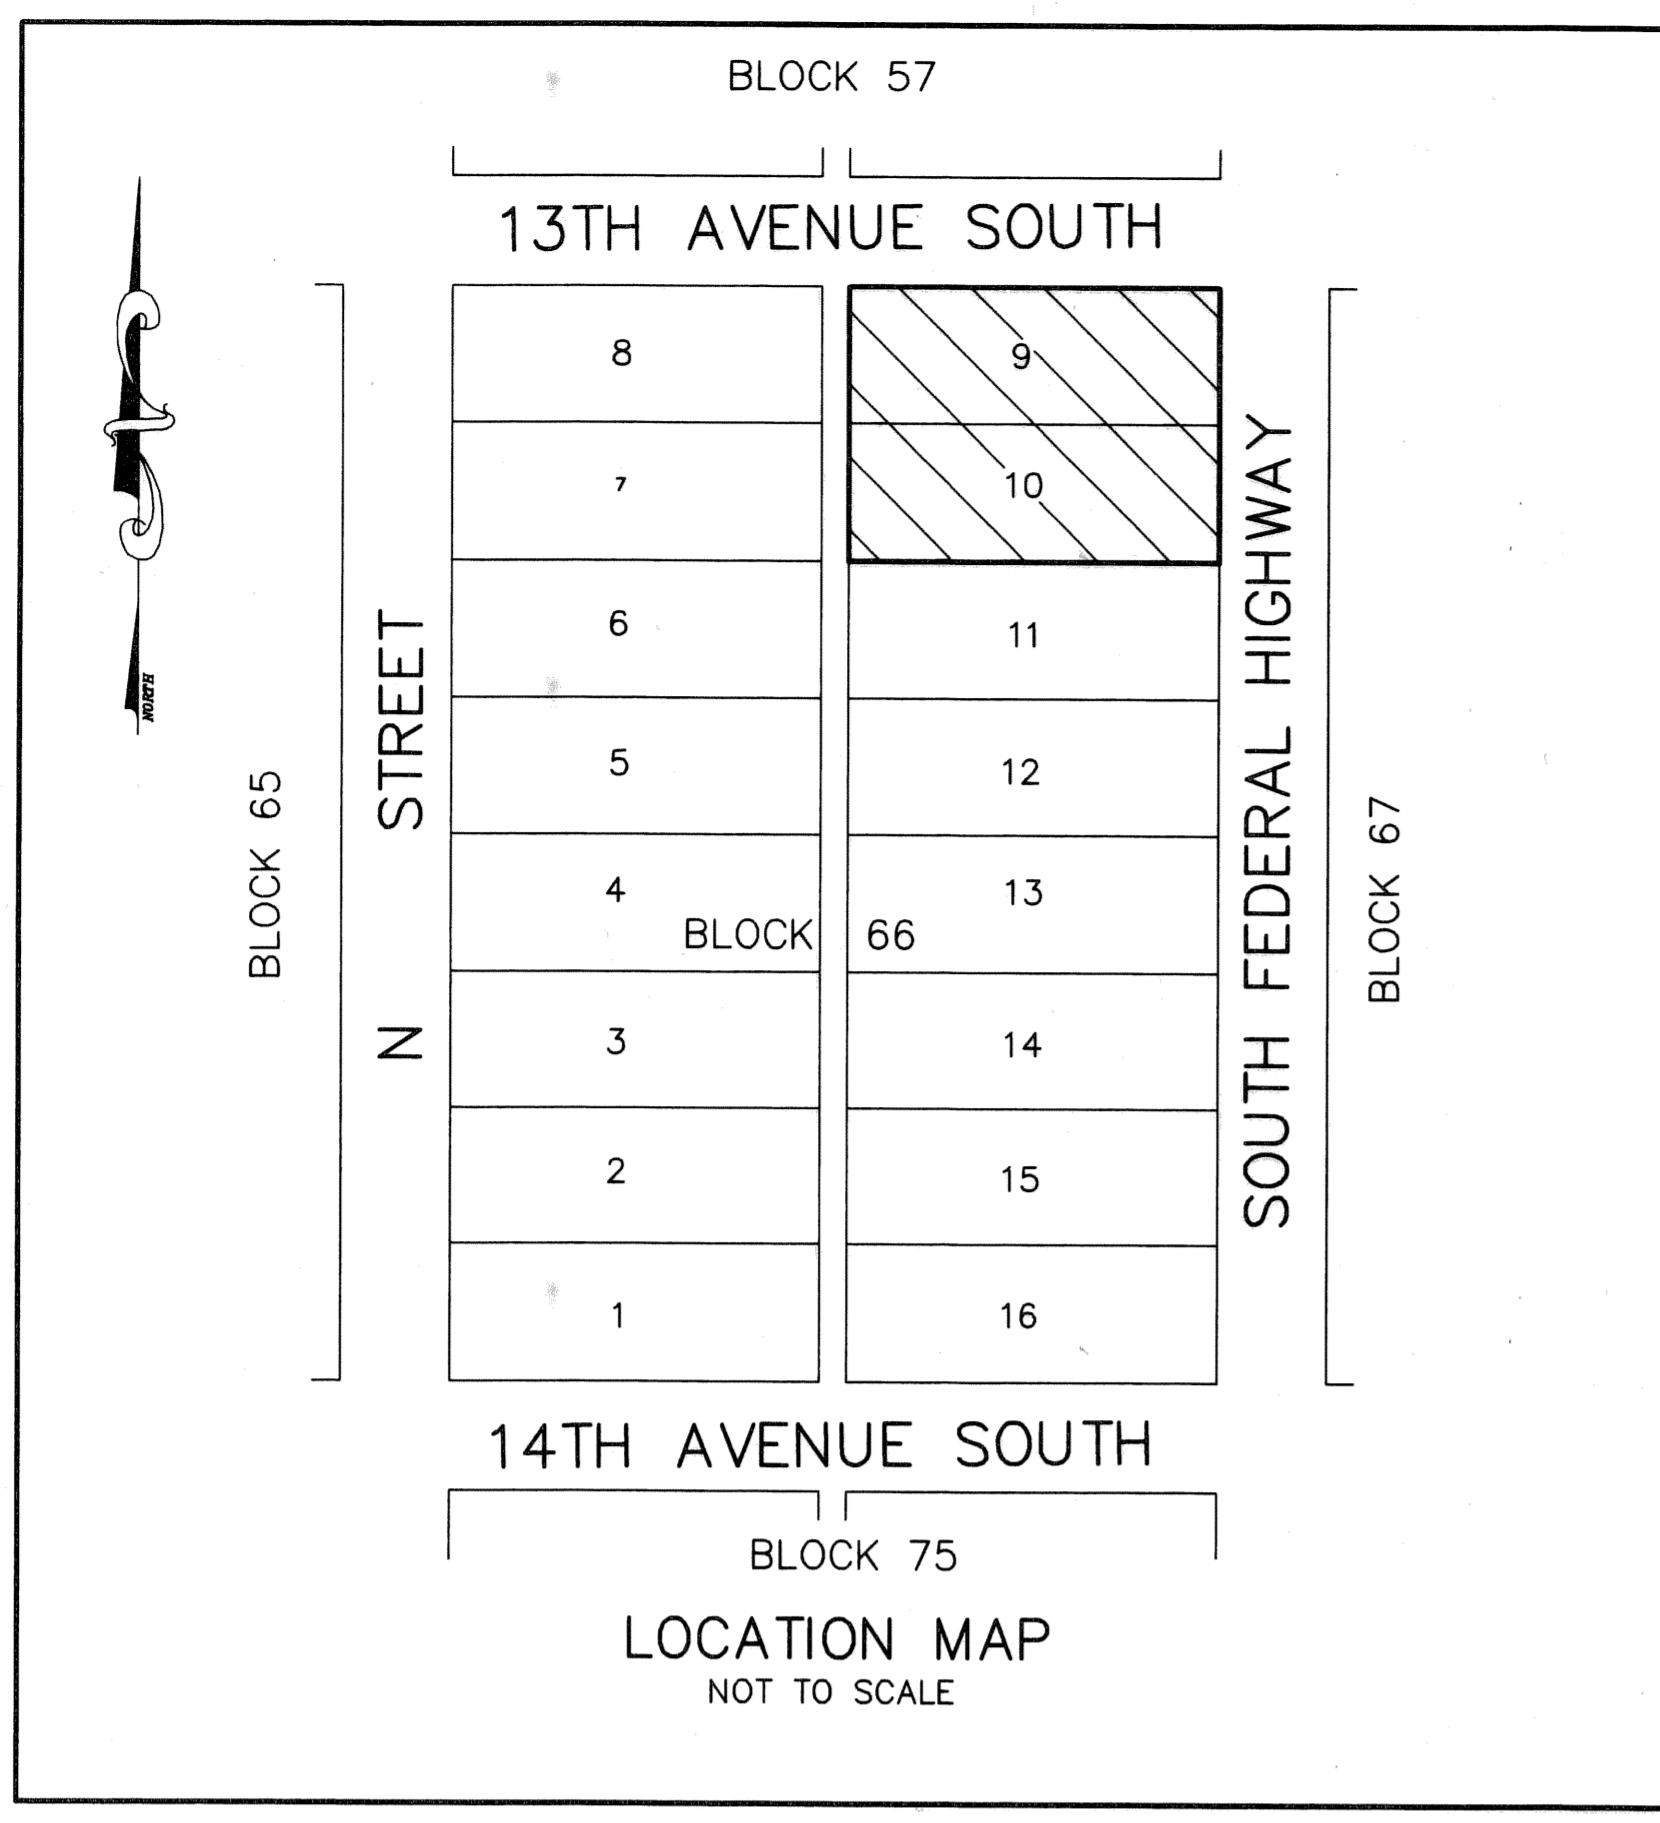 BLOCK 57
13TH AVENUE SOUTH
8
9
7
10
NORTH
6
11
5
12
4
13
BLOCK 66
3
14
2
15
1
16
BLOCK 65
N STREET
SOUTH FEDERAL HIGHWAY
BLOCK 67
14TH AVENUE SOUTH
BLOCK 75
LOCATION MAP
NOT TO SCALE